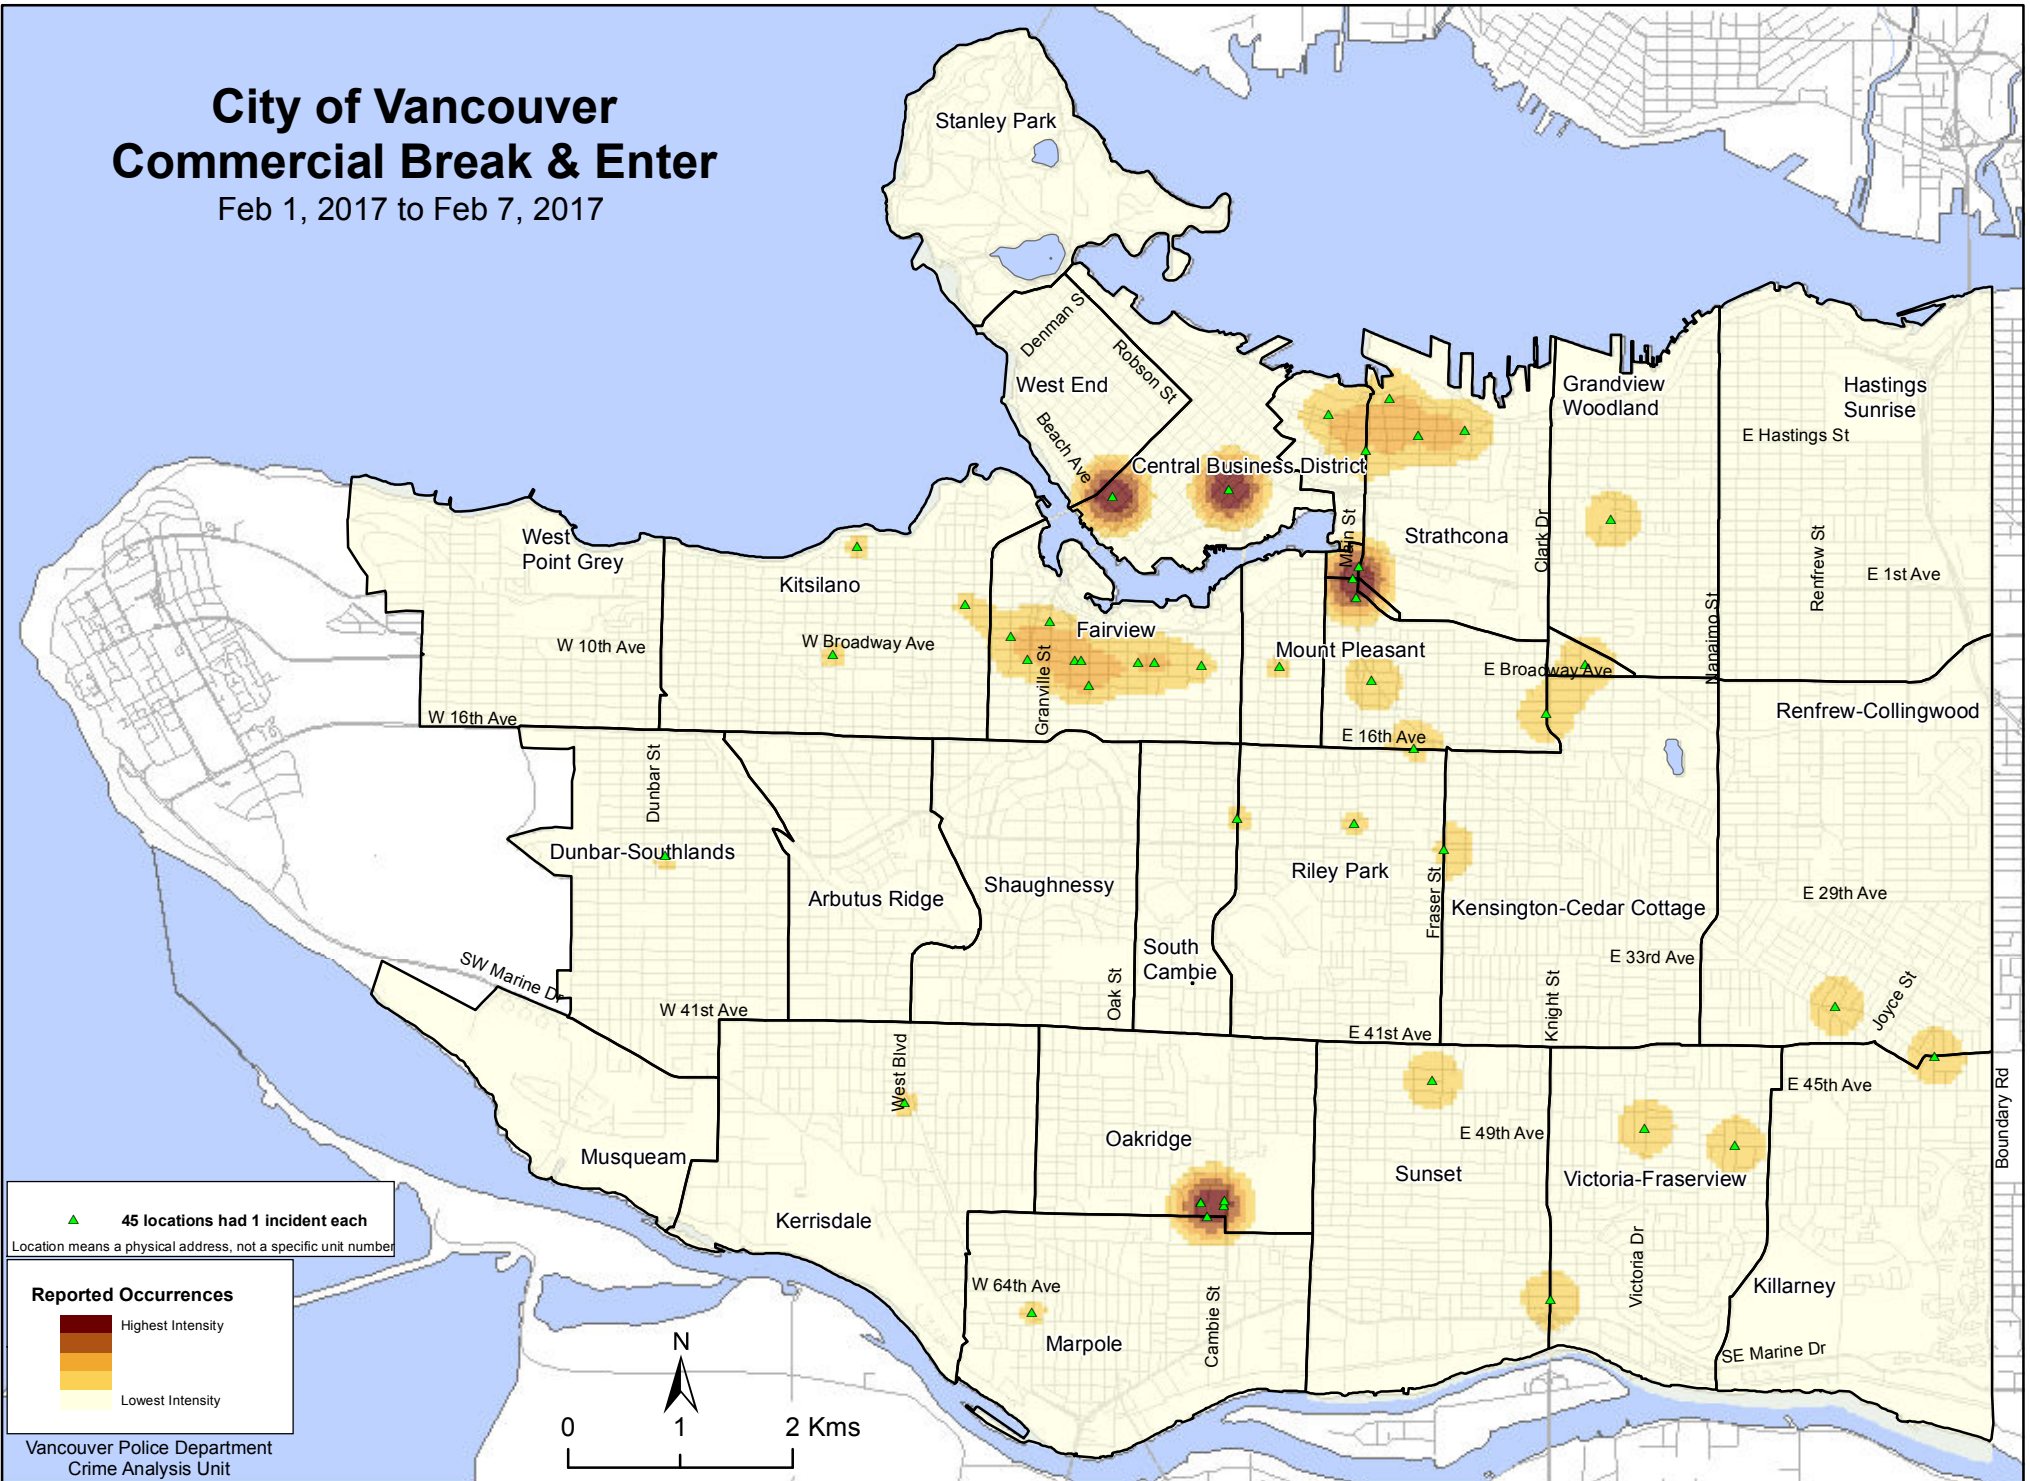 City of Vancouver
Commercial Break & Enter
Feb 1, 2017 to Feb 7, 2017
Stanley Park
Denman S
Robson St
West End
Beach Ave
Central Business District
Grandview
Woodland
Hastings
Sunrise
E Hastings St
Main St
Strathcona
Clark Dr
Renfrew St
E 1st Ave
Nanaimo St
West
Point Grey
Kitsilano
W 10th Ave
W Broadway Ave
Fairview
Granville St
Mount Pleasant
E Broadway Ave
W 16th Ave
E 16th Ave
Renfrew-Collingwood
Dunbar St
Dunbar-Southlands
Arbutus Ridge
Shaughnessy
Riley Park
Fraser St
Kensington-Cedar Cottage
E 29th Ave
South
Cambie
E 33rd Ave
SW Marine Dr
W 41st Ave
Oak St
E 41st Ave
Knight St
Joyce St
West Blvd
E 45th Ave
Boundary Rd
Musqueam
Oakridge
E 49th Ave
Sunset
Victoria-Fraserview
Kerrisdale
W 64th Ave
Marpole
Cambie St
Victoria Dr
Killarney
SE Marine Dr
45 locations had 1 incident each
Location means a physical address, not a specific unit number
Reported Occurrences
Highest Intensity
Lowest Intensity
Vancouver Police Department
Crime Analysis Unit
N
0 1 2 Kms